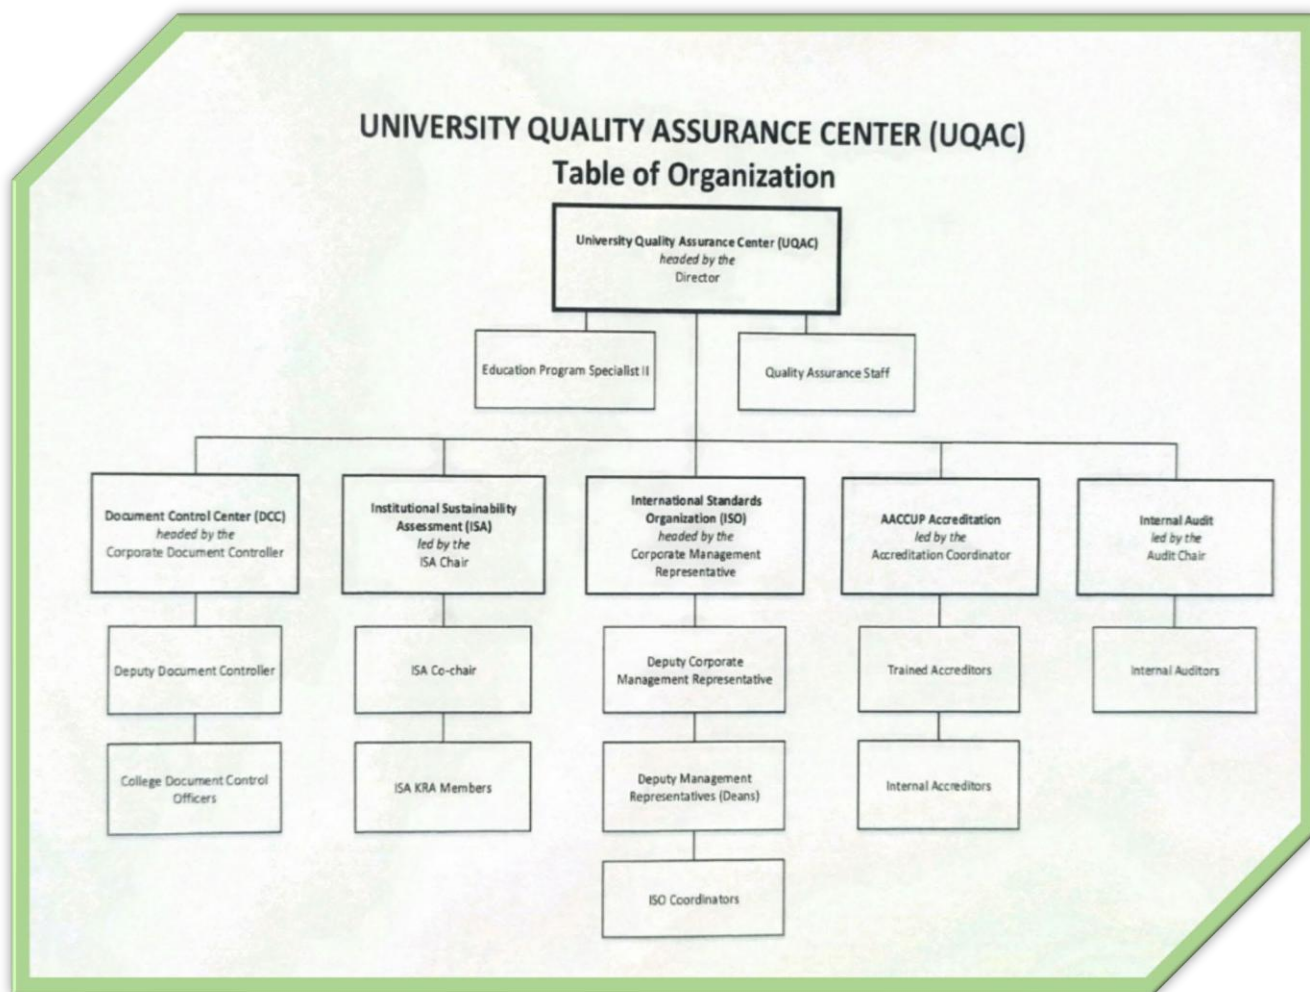 UNIVERSITY QUALITY ASSURANCE CENTER (UQAC)
Table of Organization
University Quality Assurance Center (UQAC)
headed by the
Director
Education Program Specialist II
Quality Assurance Staff
Document Control Center (DCC)
headed by the
Corporate Document Controller
Institutional Sustainability
Assessment (ISA)
led by the
ISA Chair
International Standards
Organization (ISO)
headed by the
Corporate Management
Representative
AACCUP Accreditation
led by the
Accreditation Coordinator
Internal Audit
led by the
Audit Chair
Deputy Document Controller
ISA Co-chair
Deputy Corporate
Management Representative
Trained Accreditors
Internal Auditors
College Document Control
Officers
ISA KRA Members
Deputy Management
Representatives (Deans)
Internal Accreditors
ISO Coordinators